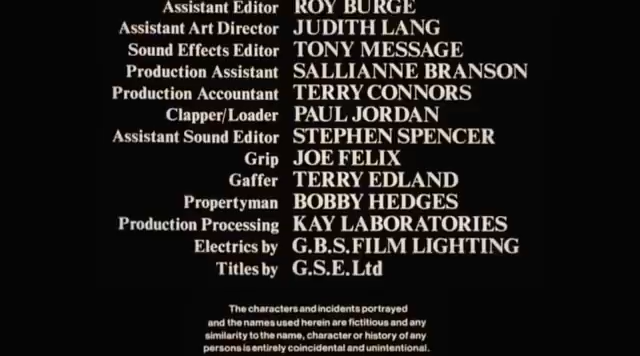 Assistant Editor ROY BURGE
Assistant Art Director JUDITH LANG
Sound Effects Editor TONY MESSAGE
Production Assistant SALLIANNE BRANSON
Production Accountant TERRY CONNORS
Clapper/Loader PAUL JORDAN
Assistant Sound Editor STEPHEN SPENCER
Grip JOE FELIX
Gaffer TERRY EDLAND
Propertyman BOBBY HEDGES
Production Processing KAY LABORATORIES
Electrics by G.B.S.FILM LIGHTING
Titles by G.S.E.Ltd
The characters and incidents portrayed
and the names used herein are fictitious and any
similarity to the name, character or history of any
persons is entirely coincidental and unintentional.